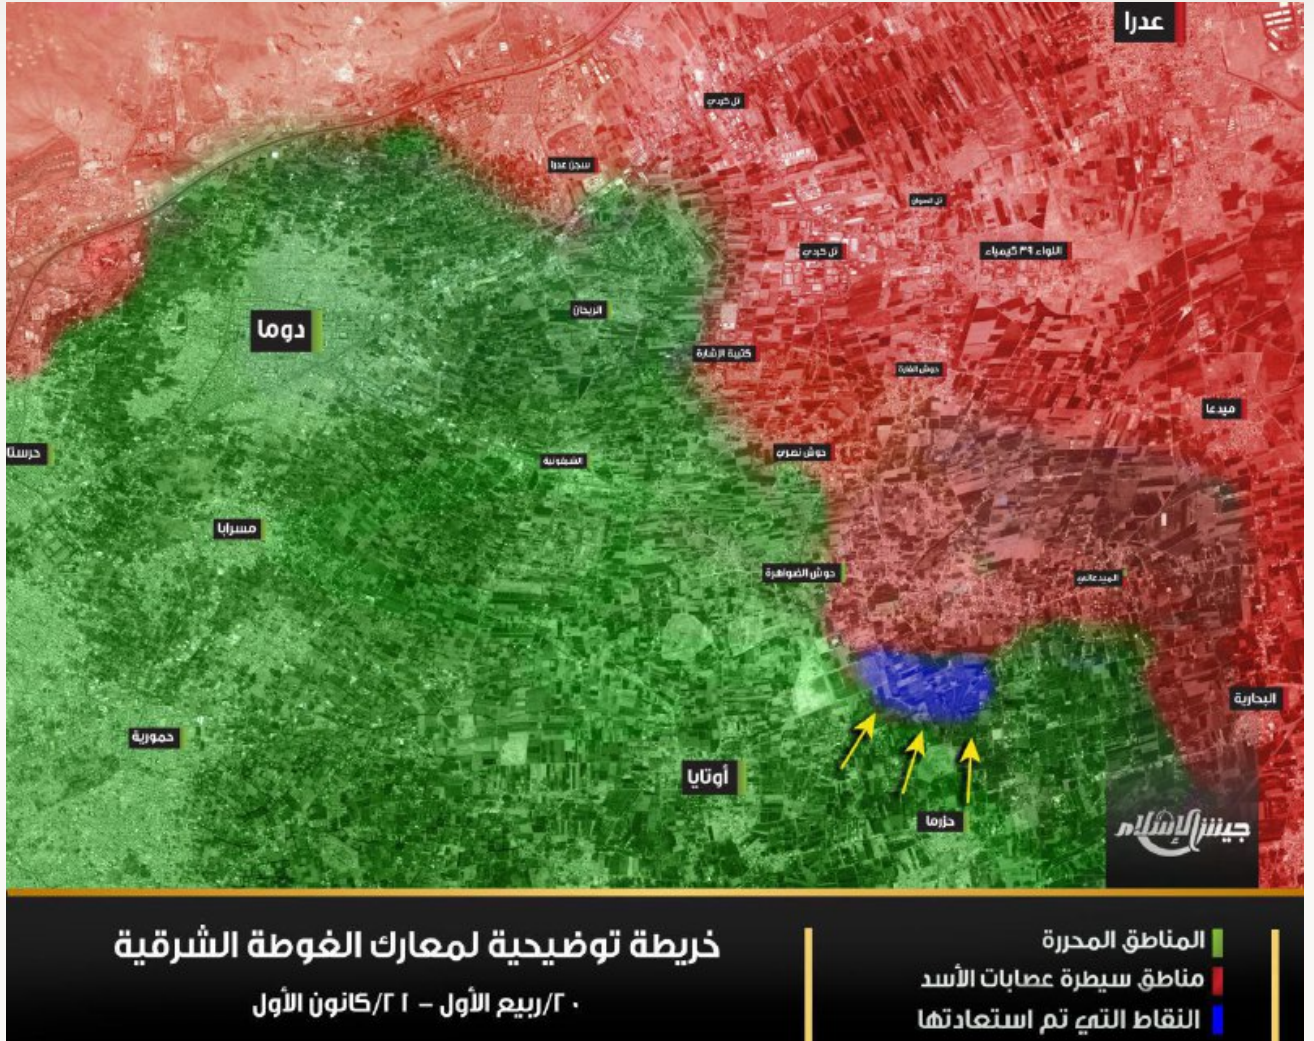 عدرا
تل كردي
سجن عدرا
تل الصوان
تل كردي
اللواء ٣٩ كيمياء
الريحان
دوما
كتيبة الإشارة
حوش الفارة
ميدعا
حرستا
حوش نصري
الشيفونية
مسرابا
حوش الضواهرة
الميدعاني
البحارية
حمورية
أوتايا
حزرما
جيش الإسلام
خريطة توضيحية لمعارك الغوطة الشرقية
٢٠/ربيع الأول - ٢١/كانون الأول
المناطق المحررة
مناطق سيطرة عصابات الأسد
النقاط التي تم استعادتها